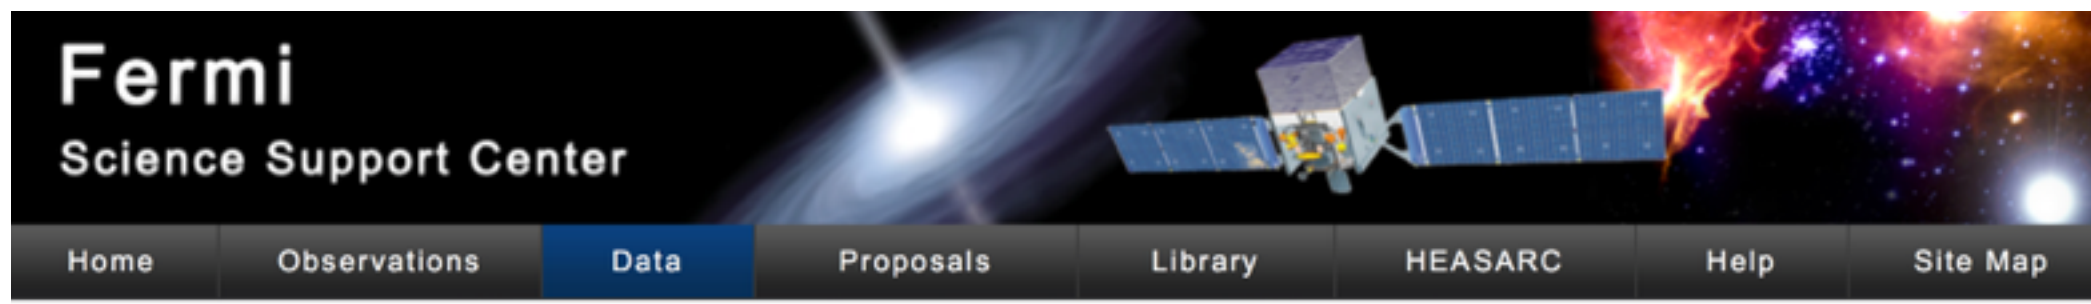 Fermi
Science Support Center
Home Observations Data Proposals Library HEASARC Help Site Map